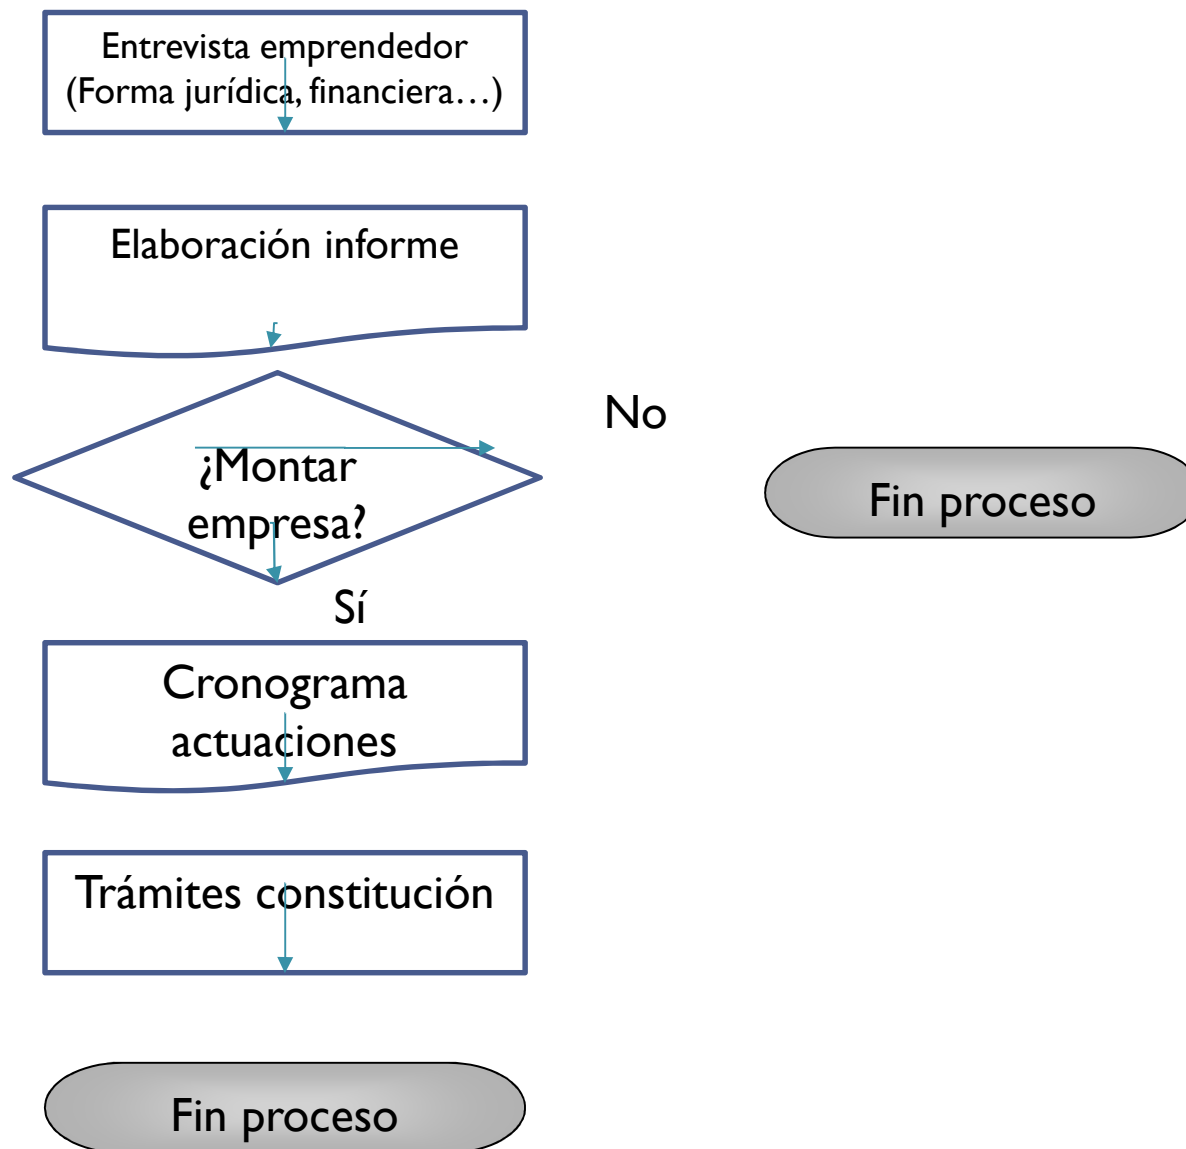 Entrevista emprendedor
(Forma jurídica, financiera…)
Elaboración informe
No
¿Montar
empresa?
Fin proceso
Sí
Cronograma
actuaciones
Trámites constitución
Fin proceso